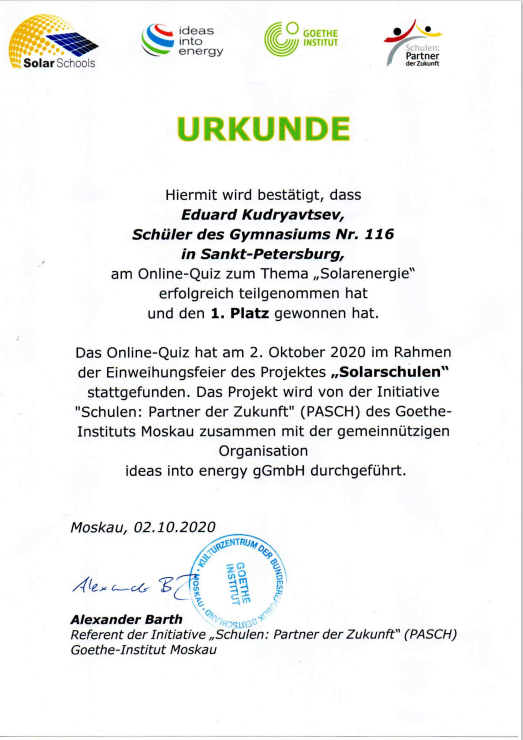 Solar Schools
ideas
into
energy
GOETHE
INSTITUT
Schulen:
Partner
der Zukunft
URKUNDE
Hiermit wird bestätigt, dass
Eduard Kudryavtsev,
Schüler des Gymnasiums Nr. 116
in Sankt-Petersburg,
am Online-Quiz zum Thema „Solarenergie“
erfolgreich teilgenommen hat
und den 1. Platz gewonnen hat.
Das Online-Quiz hat am 2. Oktober 2020 im Rahmen
der Einweihungsfeier des Projektes „Solarschulen“
stattgefunden. Das Projekt wird von der Initiative
"Schulen: Partner der Zukunft" (PASCH) des Goethe-
Instituts Moskau zusammen mit der gemeinnützigen
Organisation
ideas into energy gGmbH durchgeführt.
Moskau, 02.10.2020
KULTURZENTRUM DER BUNDESREPUBLIK DEUTSCHLAND
MOSKAU
GOETHE
INSTITUT
Alexander B
Alexander Barth
Referent der Initiative „Schulen: Partner der Zukunft“ (PASCH)
Goethe-Institut Moskau